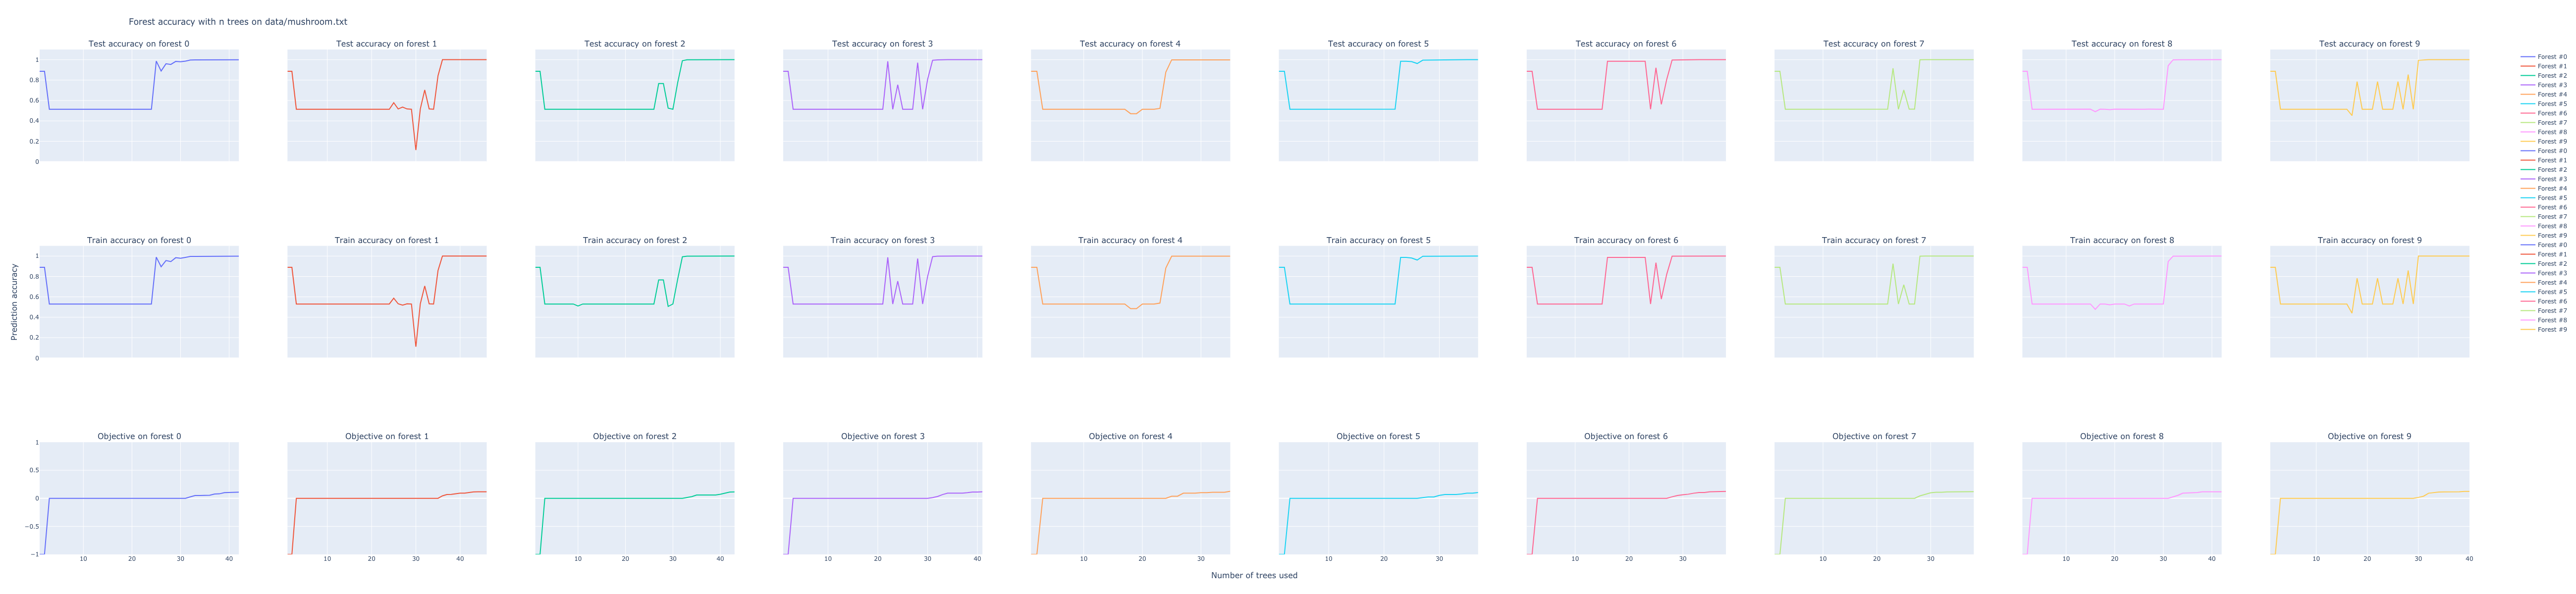 Forest accuracy with n trees on data/mushroom.txt
Test accuracy on forest 0
Test accuracy on forest 1
Test accuracy on forest 2
Test accuracy on forest 3
Test accuracy on forest 4
Test accuracy on forest 5
Test accuracy on forest 6
Test accuracy on forest 7
Test accuracy on forest 8
Test accuracy on forest 9
1
0.8
0.6
0.4
0.2
0
Train accuracy on forest 0
Train accuracy on forest 1
Train accuracy on forest 2
Train accuracy on forest 3
Train accuracy on forest 4
Train accuracy on forest 5
Train accuracy on forest 6
Train accuracy on forest 7
Train accuracy on forest 8
Train accuracy on forest 9
Prediction accuracy
1
0.8
0.6
0.4
0.2
0
Objective on forest 0
Objective on forest 1
Objective on forest 2
Objective on forest 3
Objective on forest 4
Objective on forest 5
Objective on forest 6
Objective on forest 7
Objective on forest 8
Objective on forest 9
1
0.5
0
−0.5
−1
10 20 30 40
10 20 30 40
10 20 30 40
10 20 30 40
10 20 30
10 20 30
10 20 30
10 20 30
10 20 30 40
10 20 30 40
Number of trees used
Forest #0
Forest #1
Forest #2
Forest #3
Forest #4
Forest #5
Forest #6
Forest #7
Forest #8
Forest #9
Forest #0
Forest #1
Forest #2
Forest #3
Forest #4
Forest #5
Forest #6
Forest #7
Forest #8
Forest #9
Forest #0
Forest #1
Forest #2
Forest #3
Forest #4
Forest #5
Forest #6
Forest #7
Forest #8
Forest #9